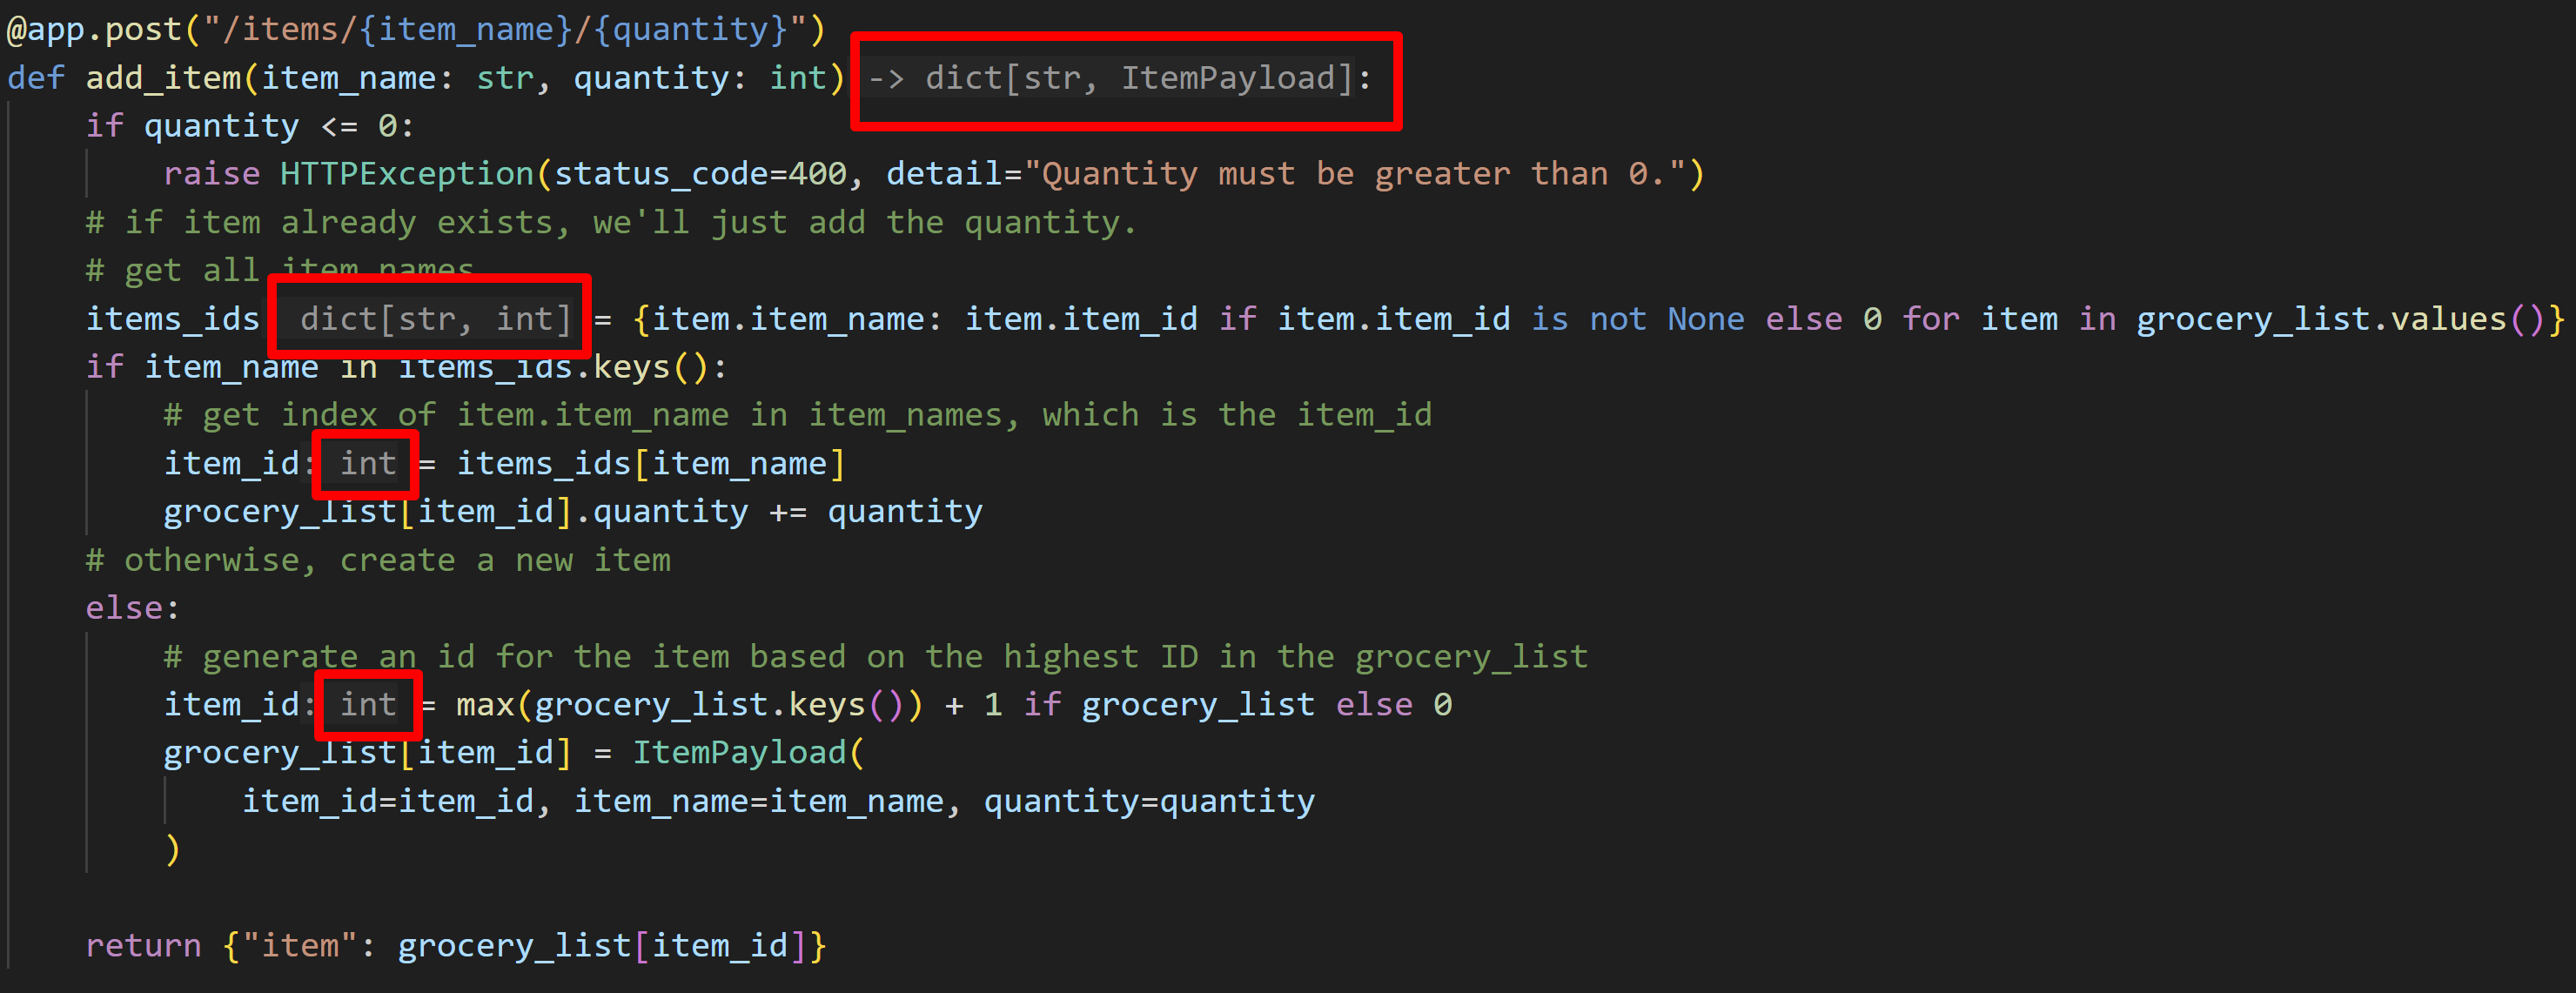 @app.post("/items/{item_name}/{quantity}")
def add_item(item_name: str, quantity: int) -> dict[str, ItemPayload]:
    if quantity <= 0:
        raise HTTPException(status_code=400, detail="Quantity must be greater than 0.")
    # if item already exists, we'll just add the quantity.
    # get all item names
    items_ids dict[str, int] = {item.item_name: item.item_id if item.item_id is not None else 0 for item in grocery_list.values()}
    if item_name in items_ids.keys():
        # get index of item.item_name in item_names, which is the item_id
        item_id: int = items_ids[item_name]
        grocery_list[item_id].quantity += quantity
    # otherwise, create a new item
    else:
        # generate an id for the item based on the highest ID in the grocery_list
        item_id: int = max(grocery_list.keys()) + 1 if grocery_list else 0
        grocery_list[item_id] = ItemPayload(
            item_id=item_id, item_name=item_name, quantity=quantity
        )
    return {"item": grocery_list[item_id]}